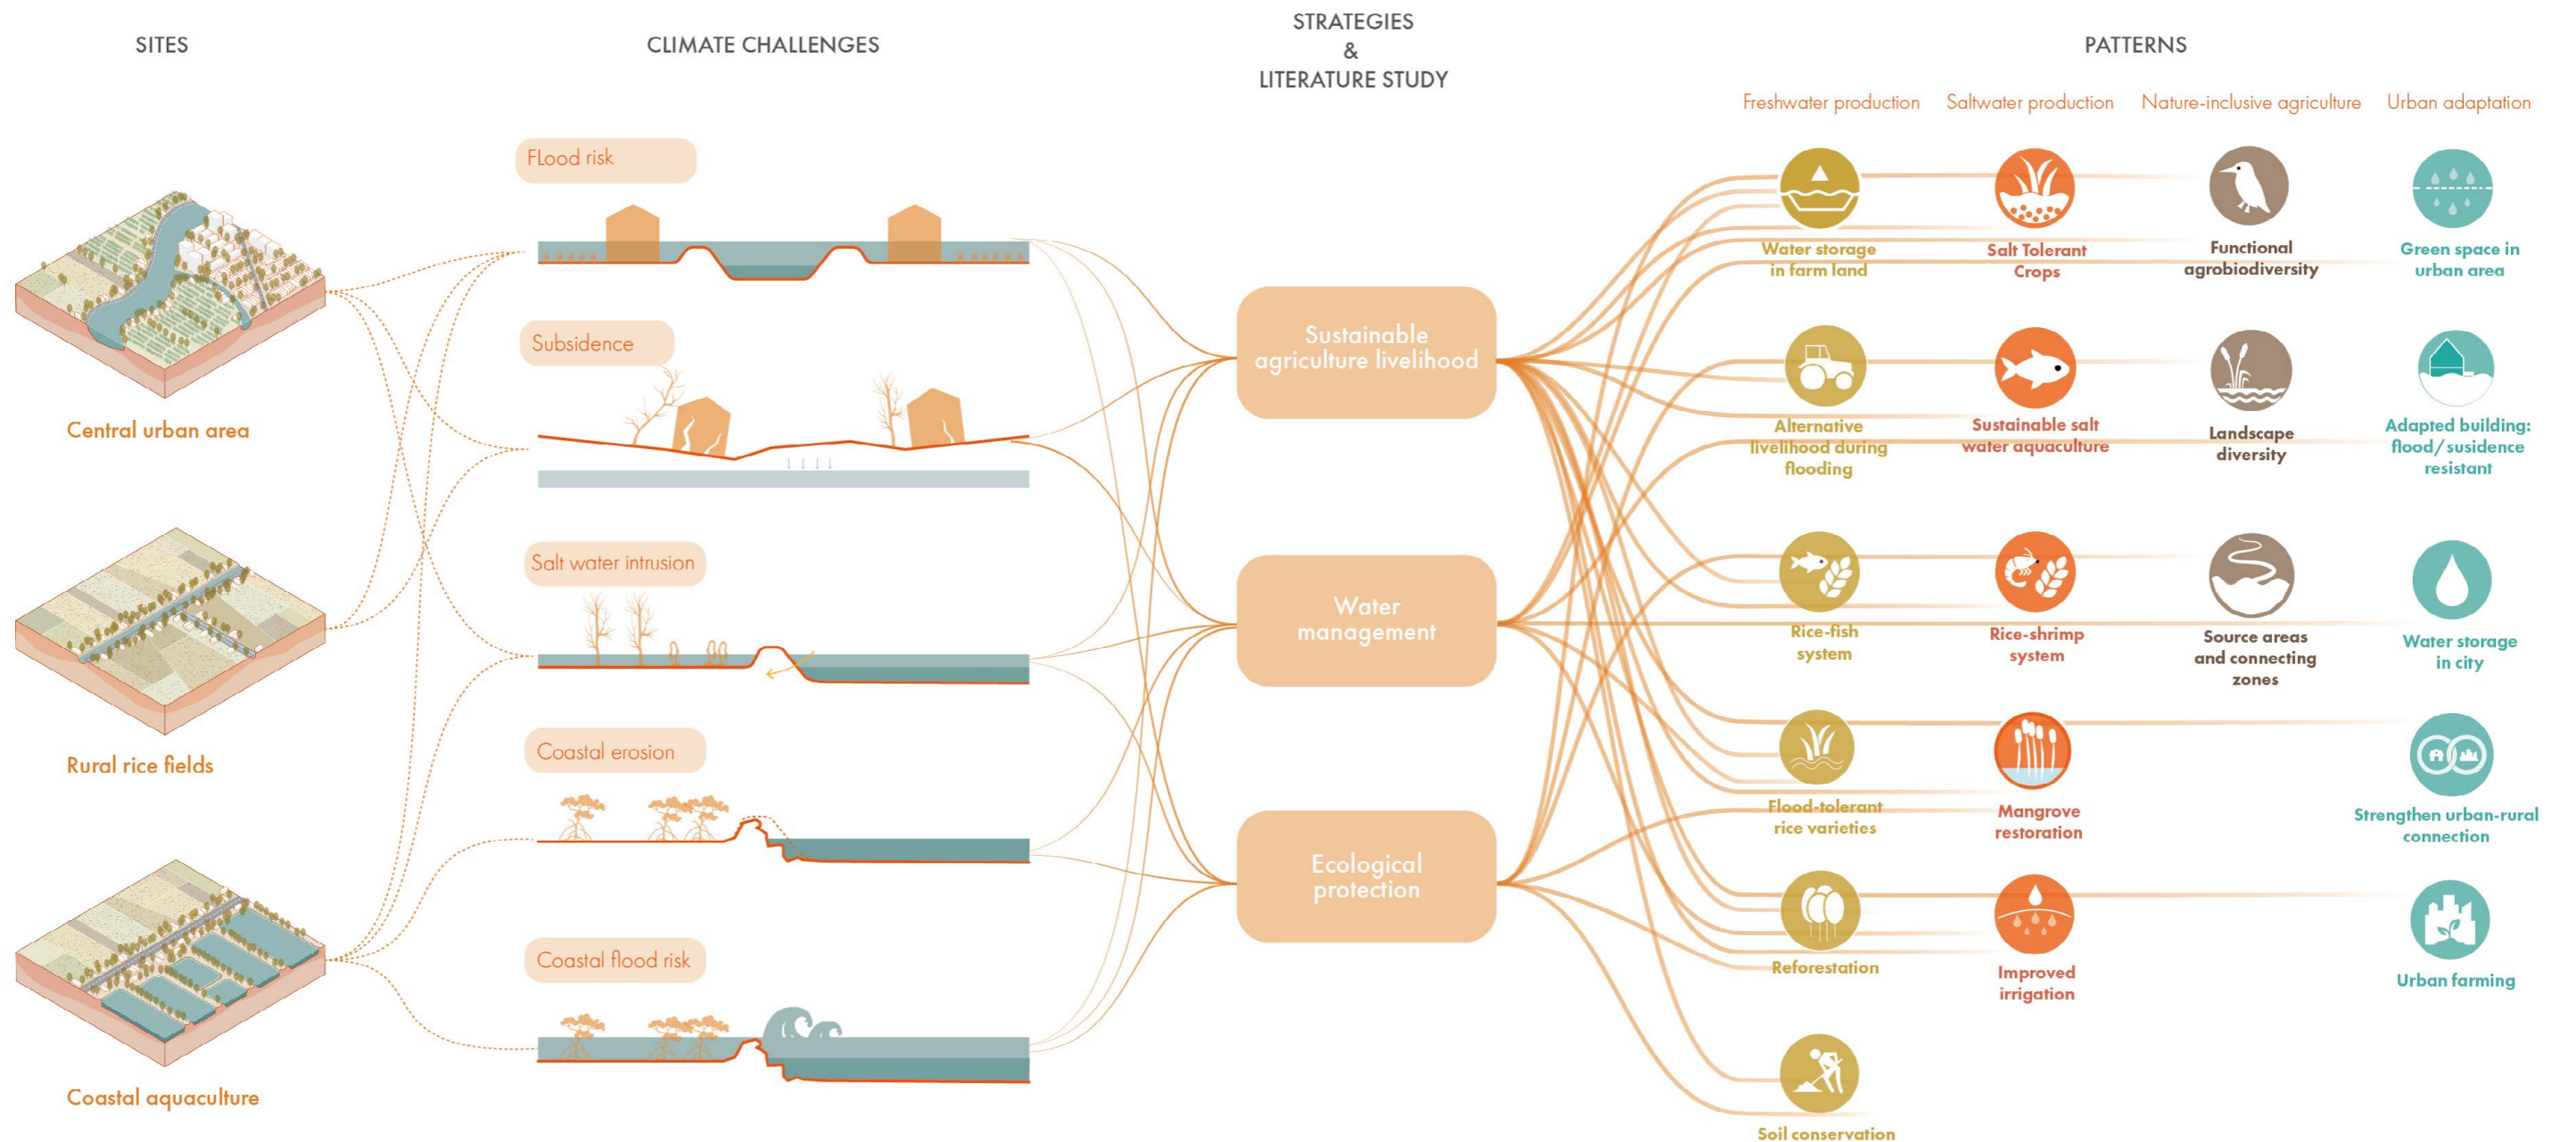 SITES
CLIMATE CHALLENGES
STRATEGIES
&
LITERATURE STUDY
PATTERNS
Freshwater production
Saltwater production
Nature-inclusive agriculture
Urban adaptation
FLood risk
Subsidence
Salt water intrusion
Coastal erosion
Coastal flood risk
Central urban area
Rural rice fields
Coastal aquaculture
Sustainable
agriculture livelihood
Water
management
Ecological
protection
Water storage
in farm land
Alternative
livelihood during
flooding
Rice-fish
system
Flood-tolerant
rice varieties
Reforestation
Soil conservation
Salt Tolerant
Crops
Sustainable salt
water aquaculture
Rice-shrimp
system
Mangrove
restoration
Improved
irrigation
Functional
agrobiodiversity
Landscape
diversity
Source areas
and connecting
zones
Green space in
urban area
Adapted building:
flood/susidence
resistant
Water storage
in city
Strengthen urban-rural
connection
Urban farming